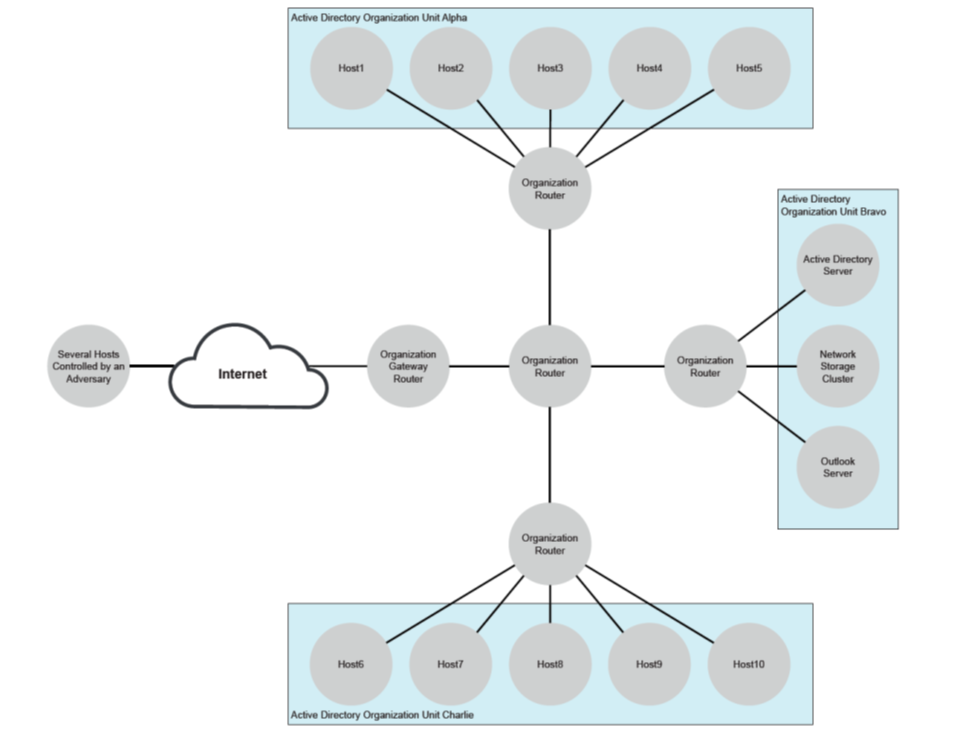 Active Directory Organization Unit Alpha
Host1
Host2
Host3
Host4
Host5
Organization
Router
Active Directory
Organization Unit Bravo
Active Directory
Server
Several Hosts
Controlled by an
Adversary
Internet
Organization
Gateway
Router
Organization
Router
Organization
Router
Network
Storage
Cluster
Outlook
Server
Organization
Router
Host6
Host7
Host8
Host9
Host10
Active Directory Organization Unit Charlie